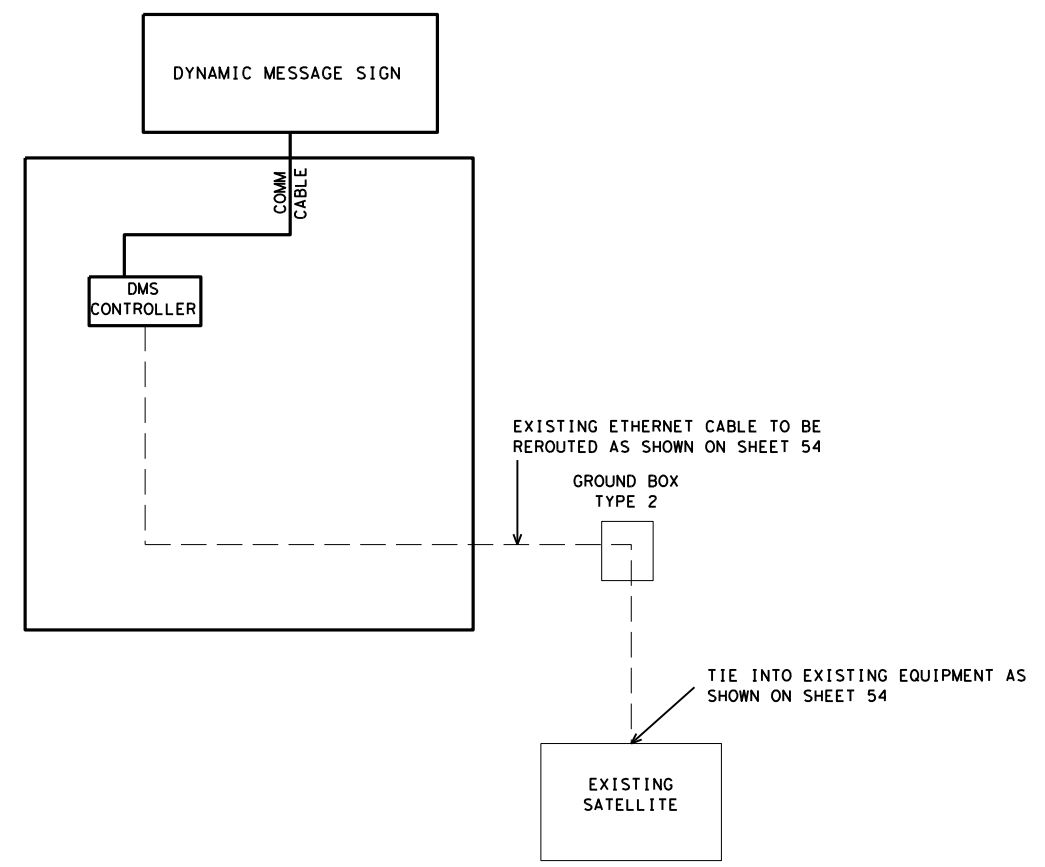 DYNAMIC MESSAGE SIGN
COMM
CABLE
DMS
CONTROLLER
EXISTING ETHERNET CABLE TO BE
REROUTED AS SHOWN ON SHEET 54
GROUND BOX
TYPE 2
TIE INTO EXISTING EQUIPMENT AS
SHOWN ON SHEET 54
EXISTING
SATELLITE